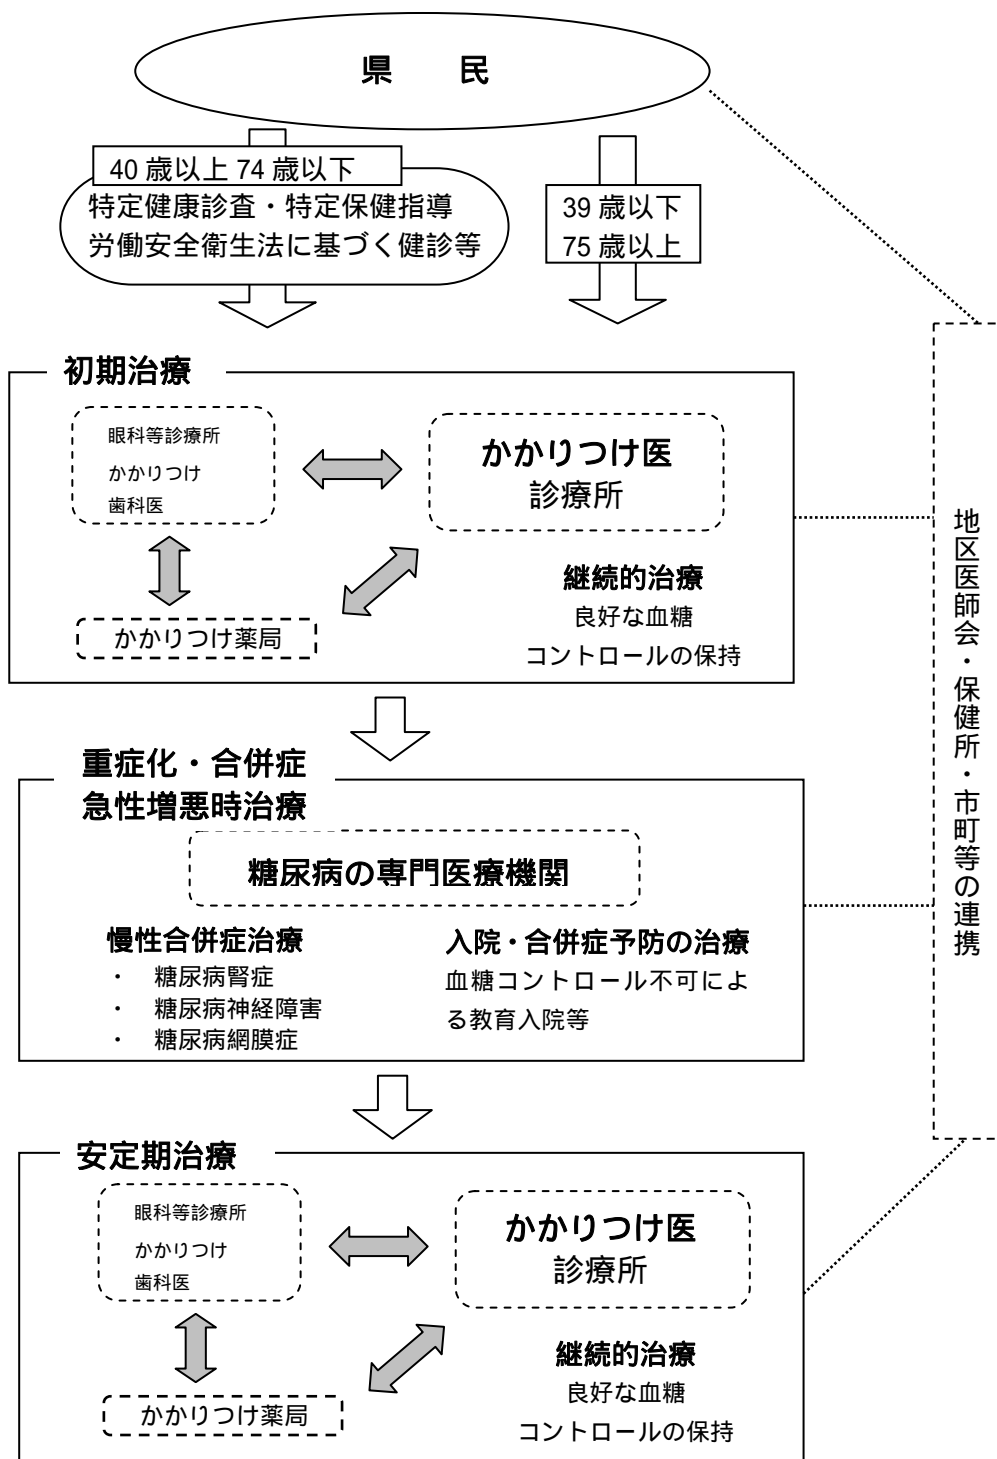 県　　民
40 歳以上 74 歳以下
特定健康診査・特定保健指導
労働安全衛生法に基づく健診等
39 歳以下
75 歳以上
初期治療
眼科等診療所
かかりつけ
歯科医
かかりつけ医
診療所
かかりつけ薬局
継続的治療
良好な血糖
コントロールの保持
重症化・合併症
急性増悪時治療
糖尿病の専門医療機関
慢性合併症治療
・　糖尿病腎症
・　糖尿病神経障害
・　糖尿病網膜症
入院・合併症予防の治療
血糖コントロール不可によ
る教育入院等
安定期治療
眼科等診療所
かかりつけ
歯科医
かかりつけ医
診療所
かかりつけ薬局
継続的治療
良好な血糖
コントロールの保持
地区医師会・保健所・市町等の連携